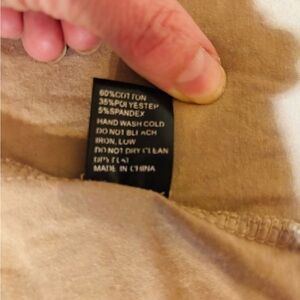 60%COTTON
35%POLYESTER
5%SPANDEX
HAND WASH COLD
DO NOT BLEACH
IRON, LOW
DO NOT DRY CLEAN
MADE IN CHINA